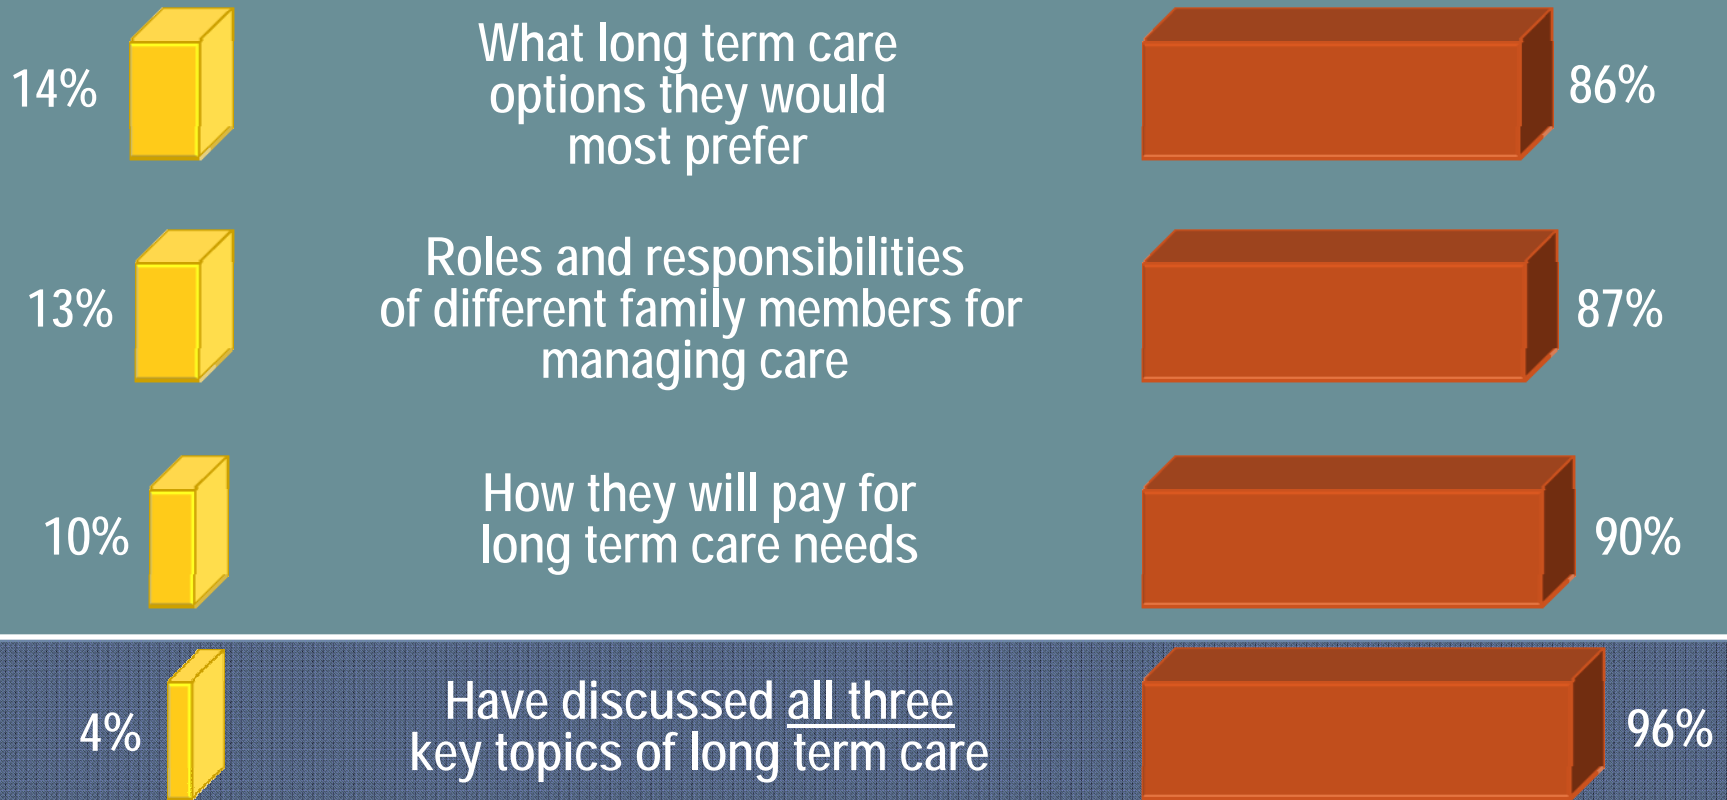 14%
What long term care
options they would
most prefer
86%
13%
Roles and responsibilities
of different family members for
managing care
87%
10%
How they will pay for
long term care needs
90%
4%
Have discussed all three
key topics of long term care
96%